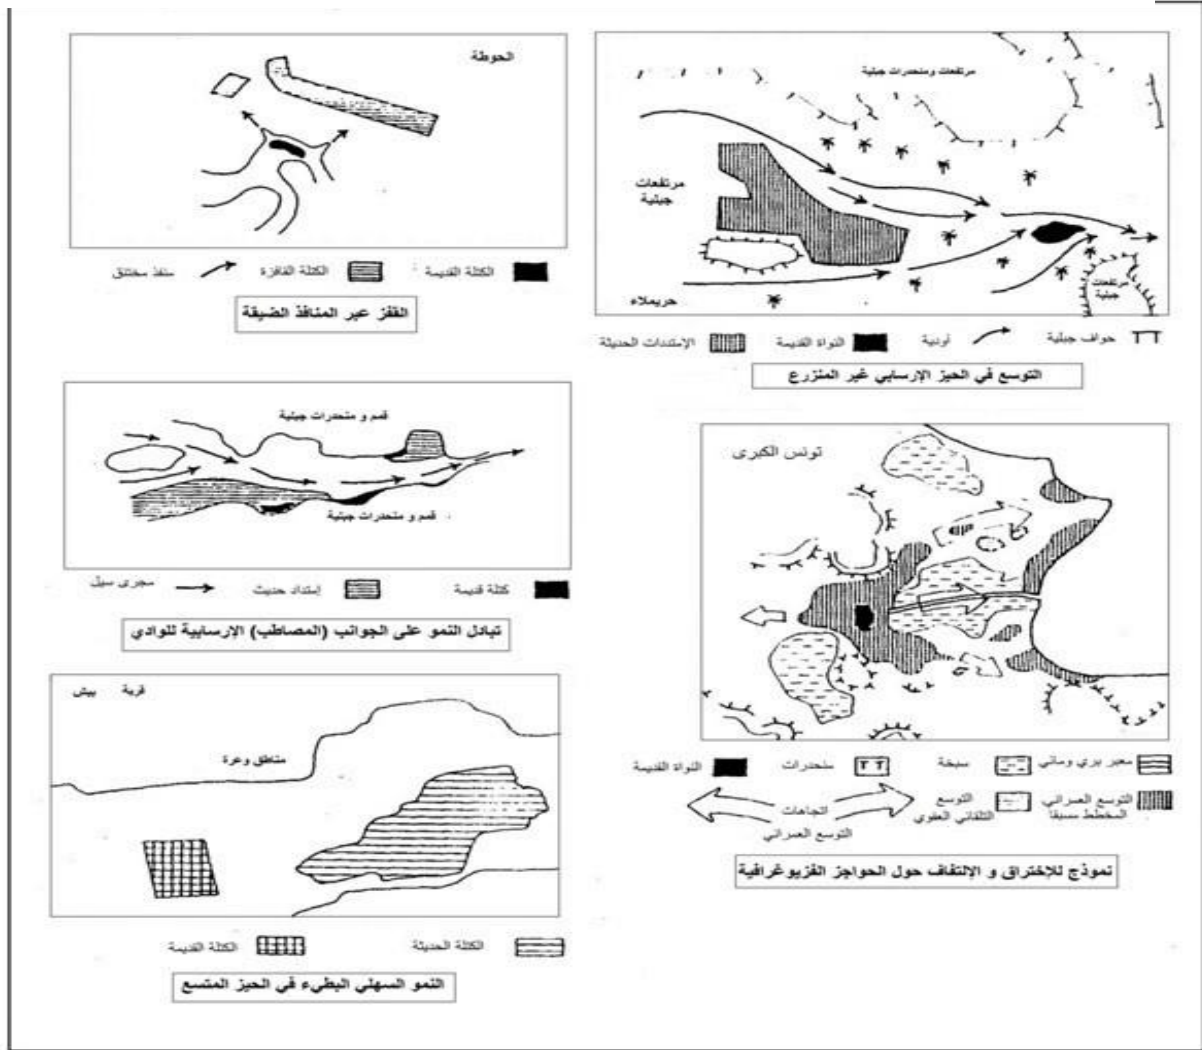 الحوطة
الكتلة القديمة
الكتلة القافزة
منفذ مختنق
القفز عبر المنافذ الضيقة
مرتفعات ومنحدرات جبلية
مرتفعات
جبلية
مرتفعات
جبلية
حريملاء
حواف جبلية
أودية
النواة القديمة
الإمتدادات الحديثة
التوسع في الحيز الإرسابي غير المنزرع
قمم و منحدرات جبلية
قمم و منحدرات جبلية
كتلة قديمة
إمتداد حديث
مجرى سيل
تبادل النمو على الجوانب (المصاطب) الإرسابية للوادي
تونس الكبرى
معبر بري ومائي
سبخة
منحدرات
النواة القديمة
التوسع العمراني
المخطط مسبقا
التوسع
التلقائي العفوي
اتجاهات
التوسع العمراني
نموذج للإختراق و الإلتفاف حول الحواجز الفزيوغرافية
قرية بيش
مناطق وعرة
الكتلة الحديثة
الكتلة القديمة
النمو السهلي البطيء في الحيز المتسع